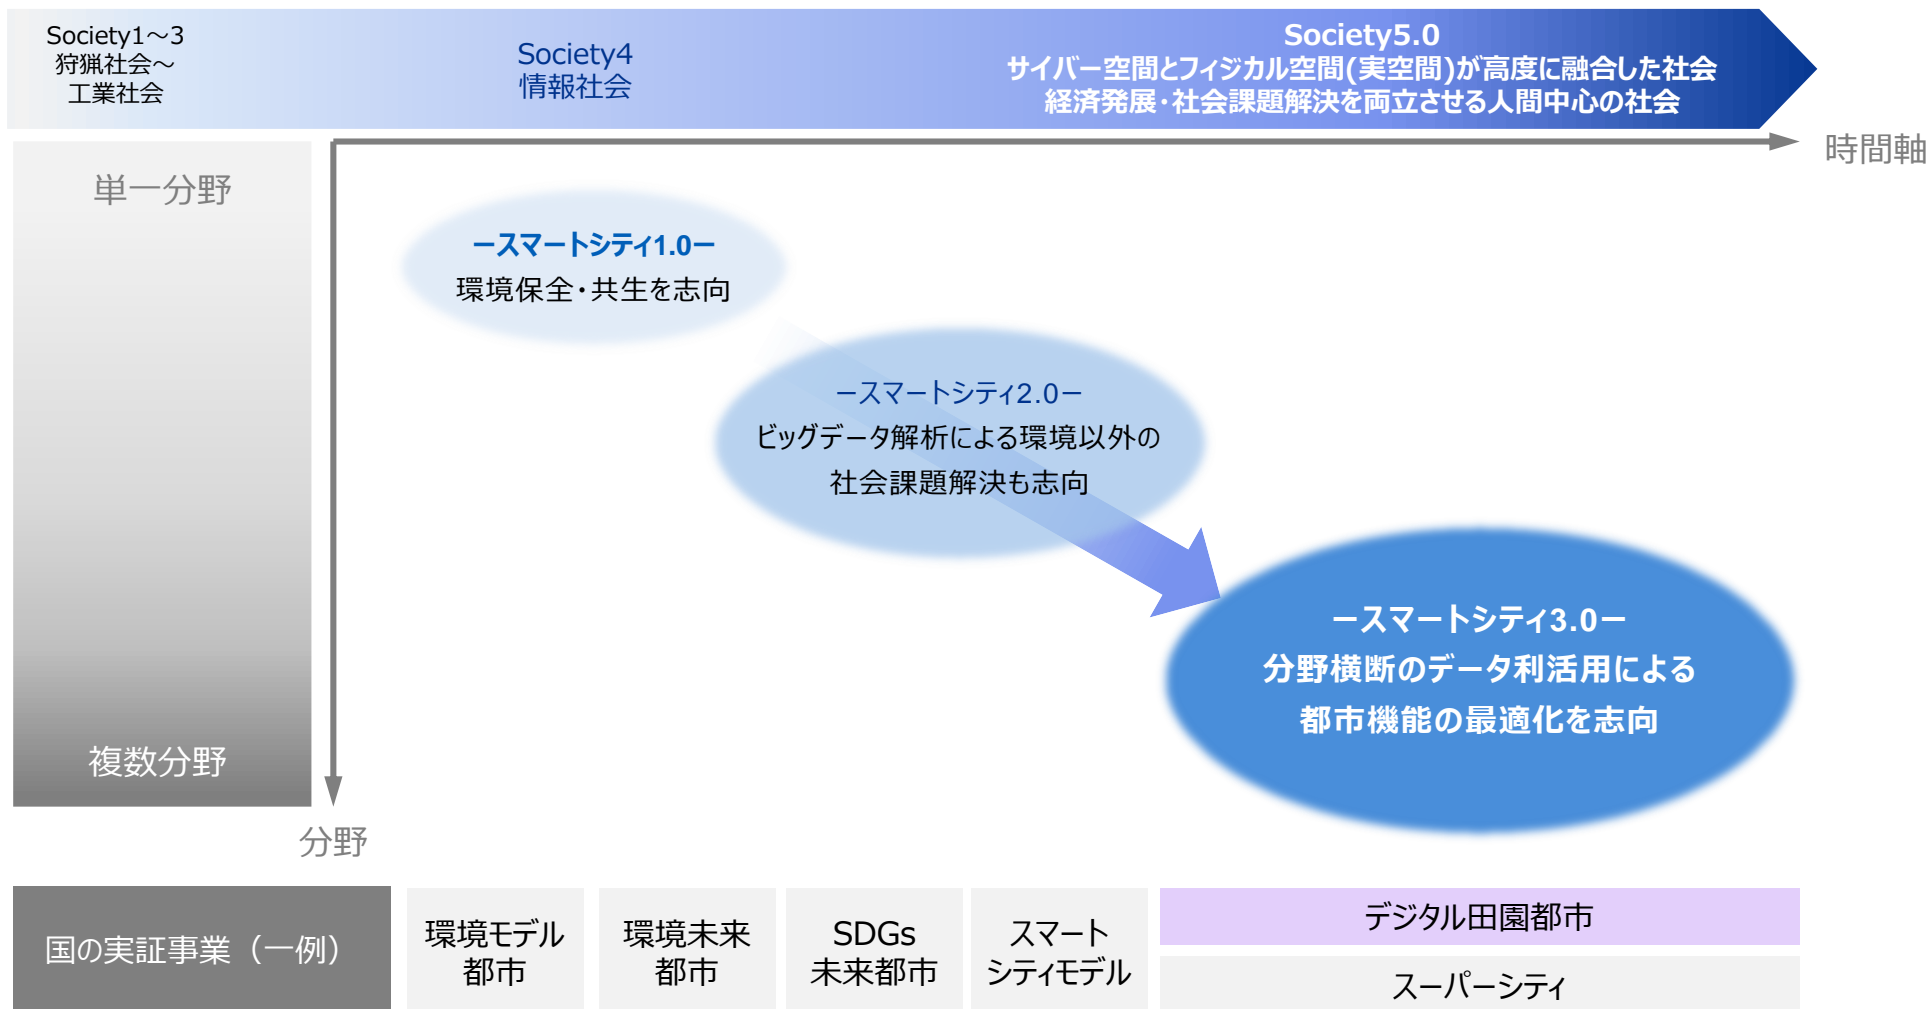 Society1～3
狩猟社会～
工業社会
Society4
情報社会
Society5.0
サイバー空間とフィジカル空間(実空間)が高度に融合した社会
経済発展・社会課題解決を両立させる人間中心の社会
時間軸
単一分野
複数分野
分野
ースマートシティ1.0ー
環境保全・共生を志向
ースマートシティ2.0ー
ビッグデータ解析による環境以外の
社会課題解決も志向
ースマートシティ3.0ー
分野横断のデータ利活用による
都市機能の最適化を志向
国の実証事業（一例）
環境モデル
都市
環境未来
都市
SDGs
未来都市
スマート
シティモデル
デジタル田園都市
スーパーシティ